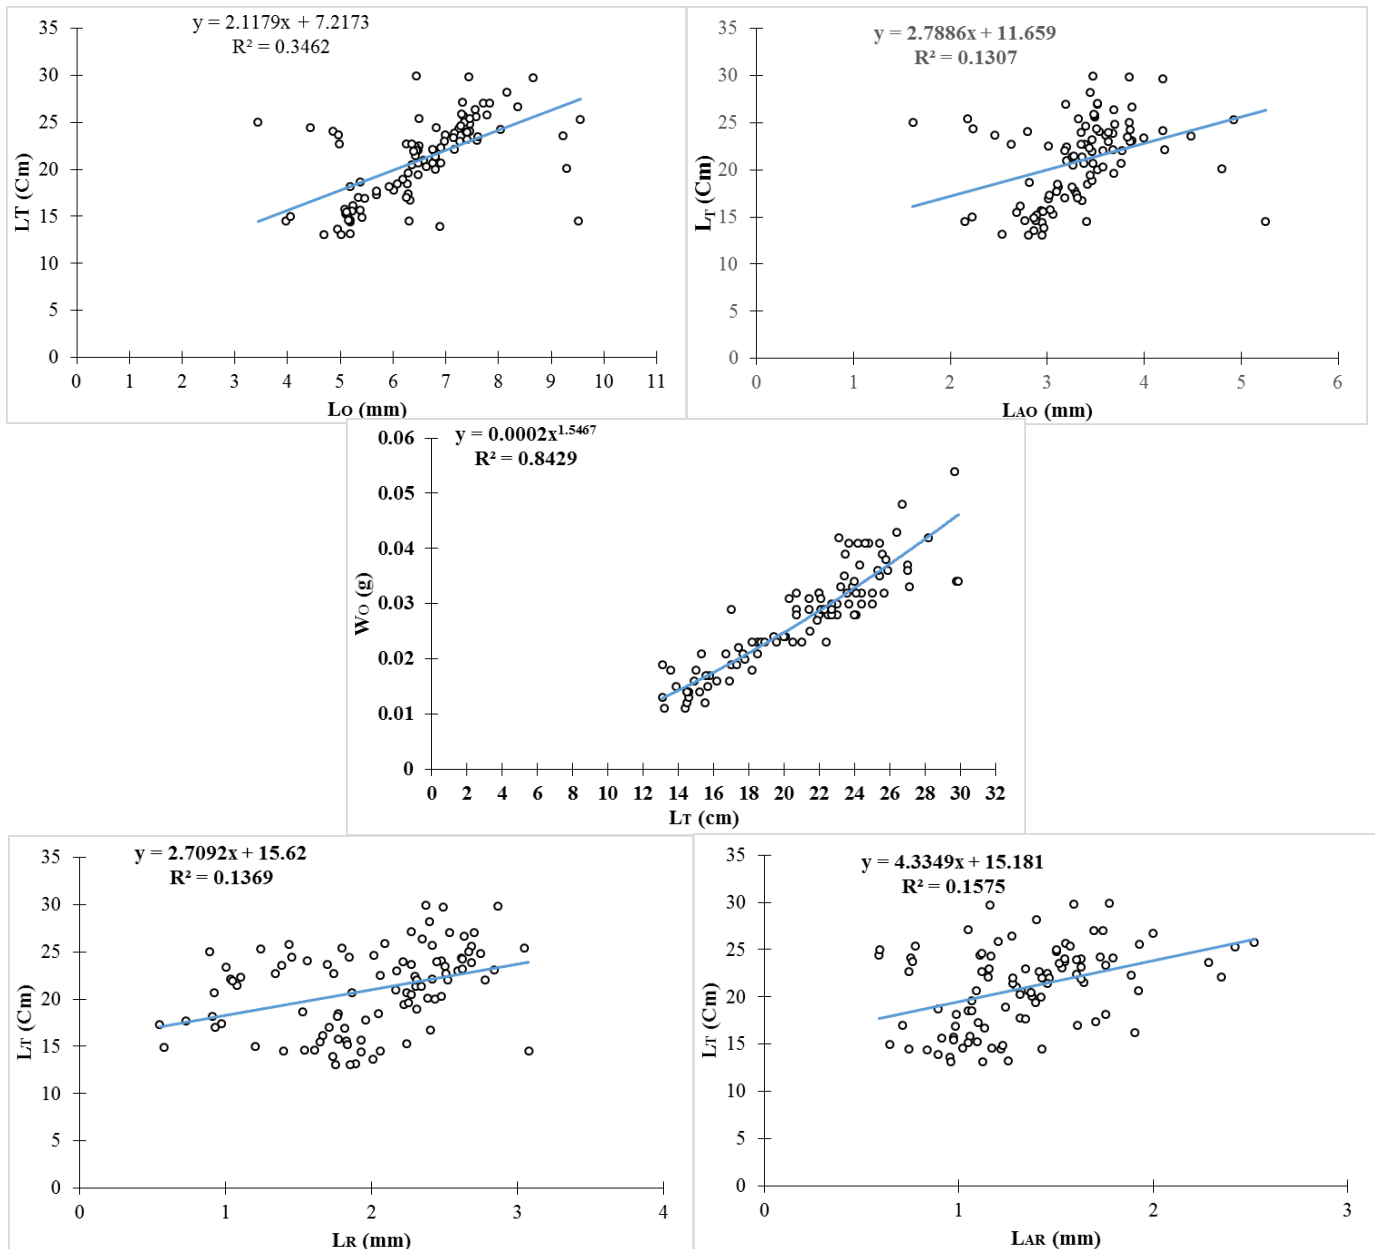 y = 2.1179x + 7.2173
R² = 0.3462
35
30
25
20
15
10
5
0
LT (Cm)
0 1 2 3 4 5 6 7 8 9 10 11
LO (mm)
y = 2.7886x + 11.659
R² = 0.1307
35
30
25
20
15
10
5
0
LT (Cm)
0 1 2 3 4 5 6
LAO (mm)
y = 0.0002x^1.5467
R² = 0.8429
0.06
0.05
0.04
0.03
0.02
0.01
0
WO (g)
0 2 4 6 8 10 12 14 16 18 20 22 24 26 28 30 32
LT (cm)
y = 2.7092x + 15.62
R² = 0.1369
35
30
25
20
15
10
5
0
LT (Cm)
0 1 2 3 4
LR (mm)
y = 4.3349x + 15.181
R² = 0.1575
35
30
25
20
15
10
5
0
LT (Cm)
0 1 2 3
LAR (mm)